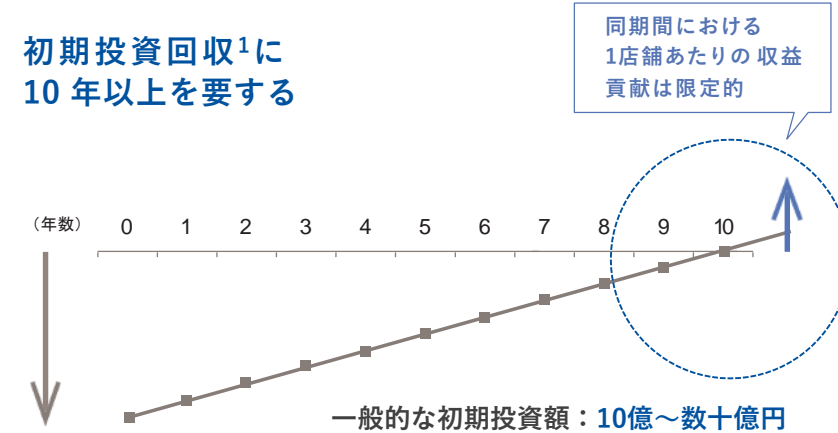 初期投資回収¹に
10 年以上を要する
同期間における
1店舗あたりの 収益
貢献は限定的
（年数） 0 1 2 3 4 5 6 7 8 9 10
一般的な初期投資額：10億～数十億円